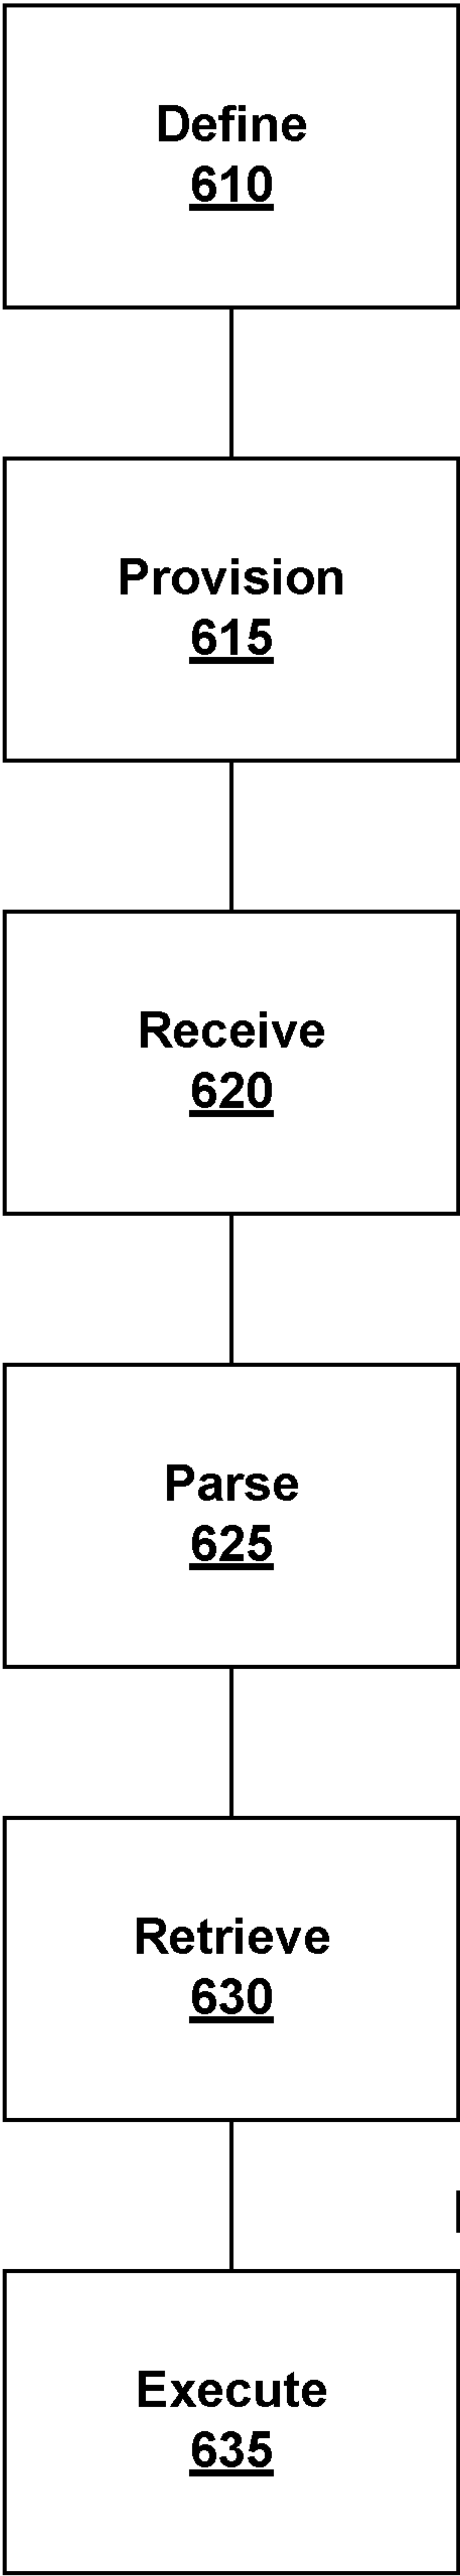 Define
610
Provision
615
Receive
620
Parse
625
Retrieve
630
Execute
635